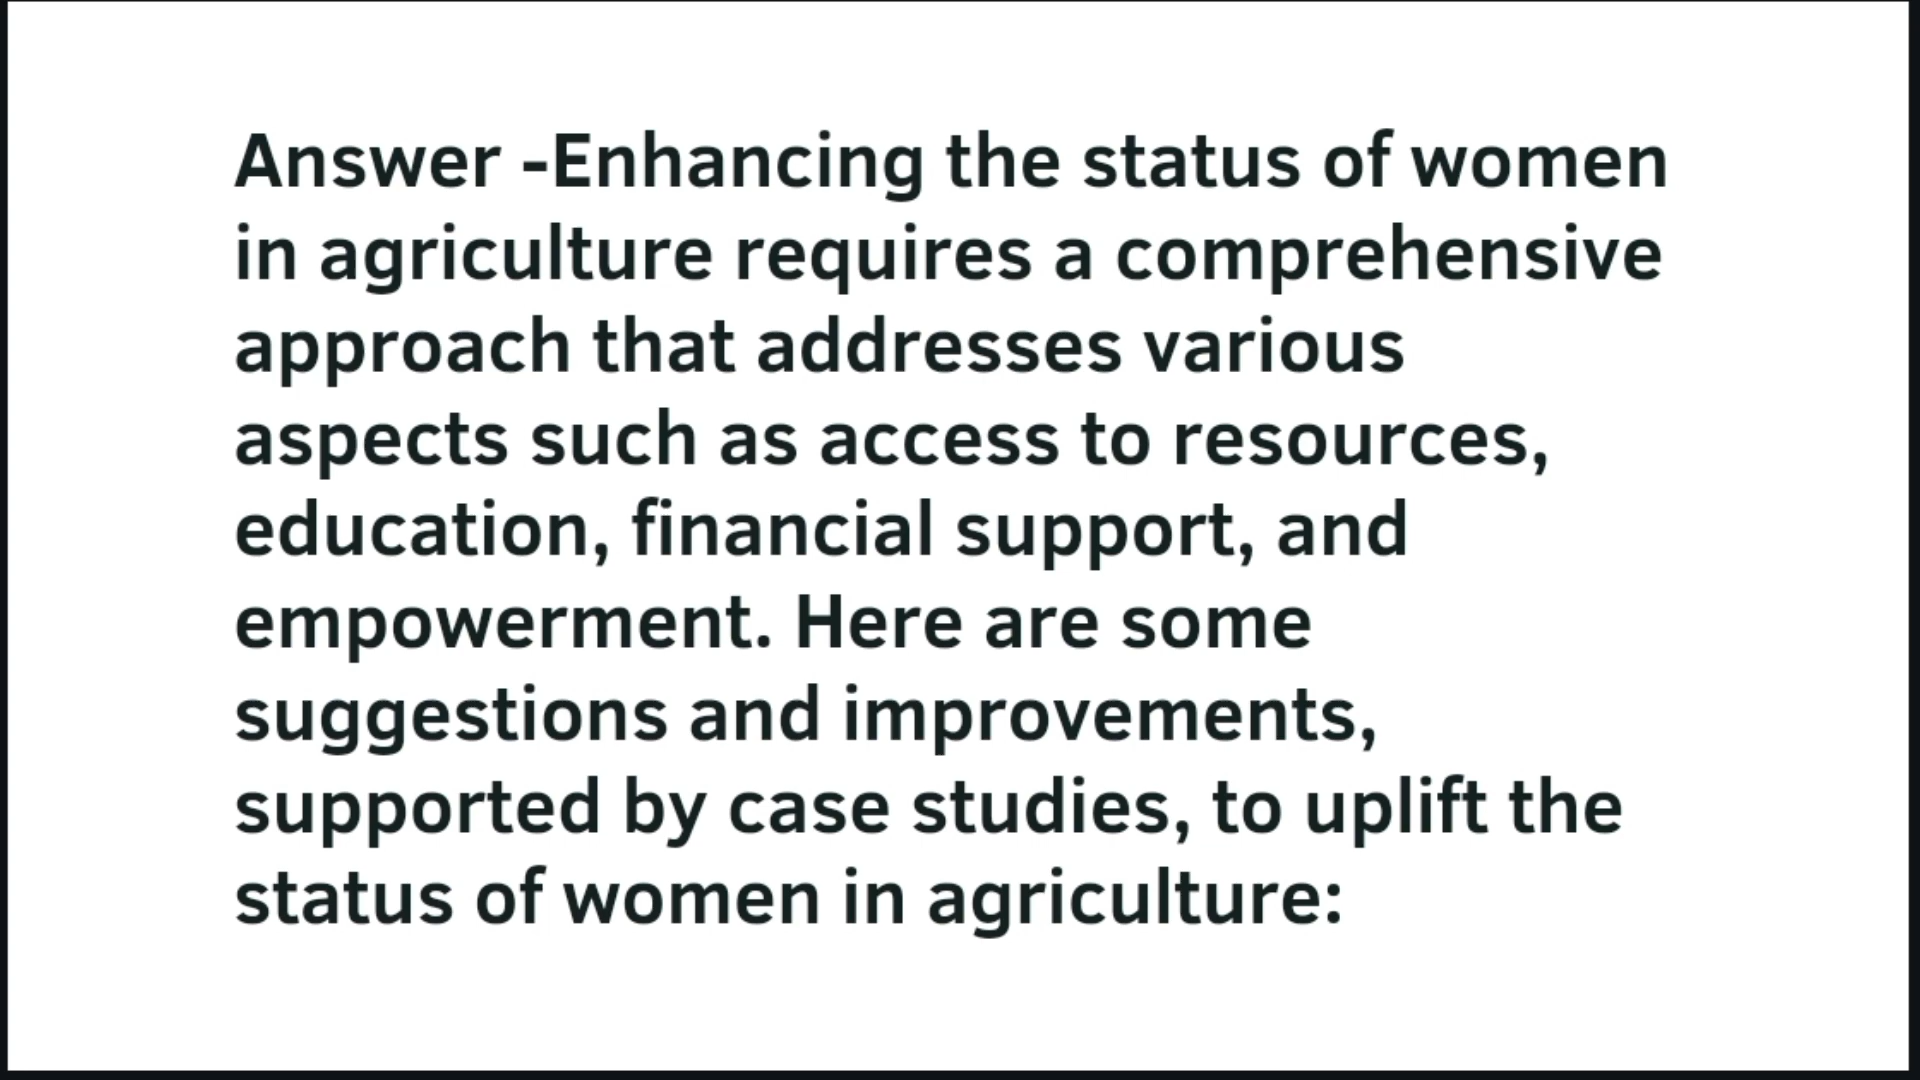 Answer -Enhancing the status of women
in agriculture requires a comprehensive
approach that addresses various
aspects such as access to resources,
education, financial support, and
empowerment. Here are some
suggestions and improvements,
supported by case studies, to uplift the
status of women in agriculture: